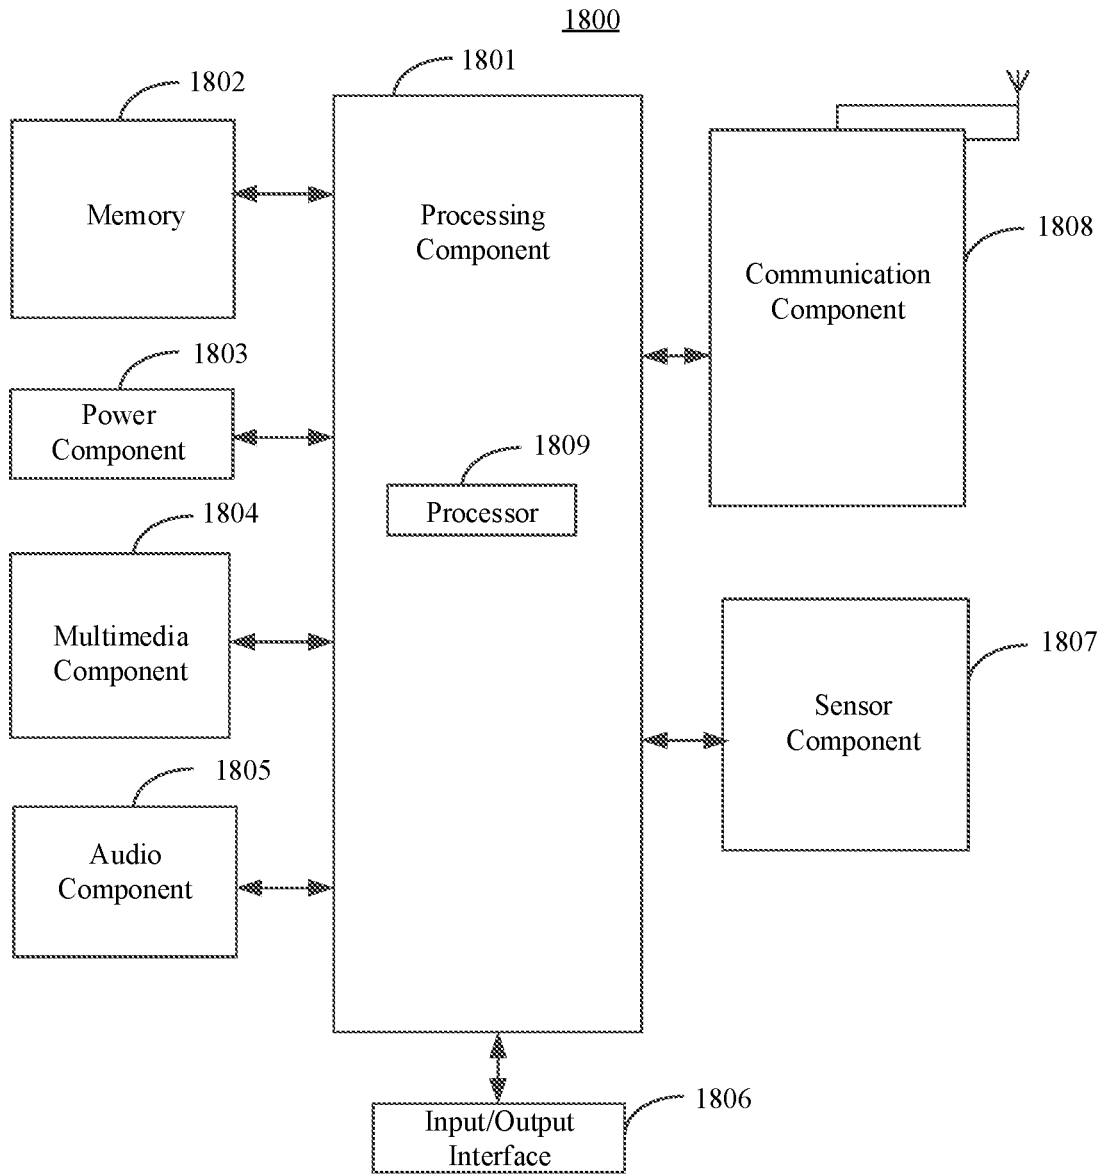 1800
1801
1802
Memory
Processing
Component
1808
Communication
Component
1803
Power
Component
1809
Processor
1804
Multimedia
Component
1807
Sensor
Component
1805
Audio
Component
1806
Input/Output
Interface